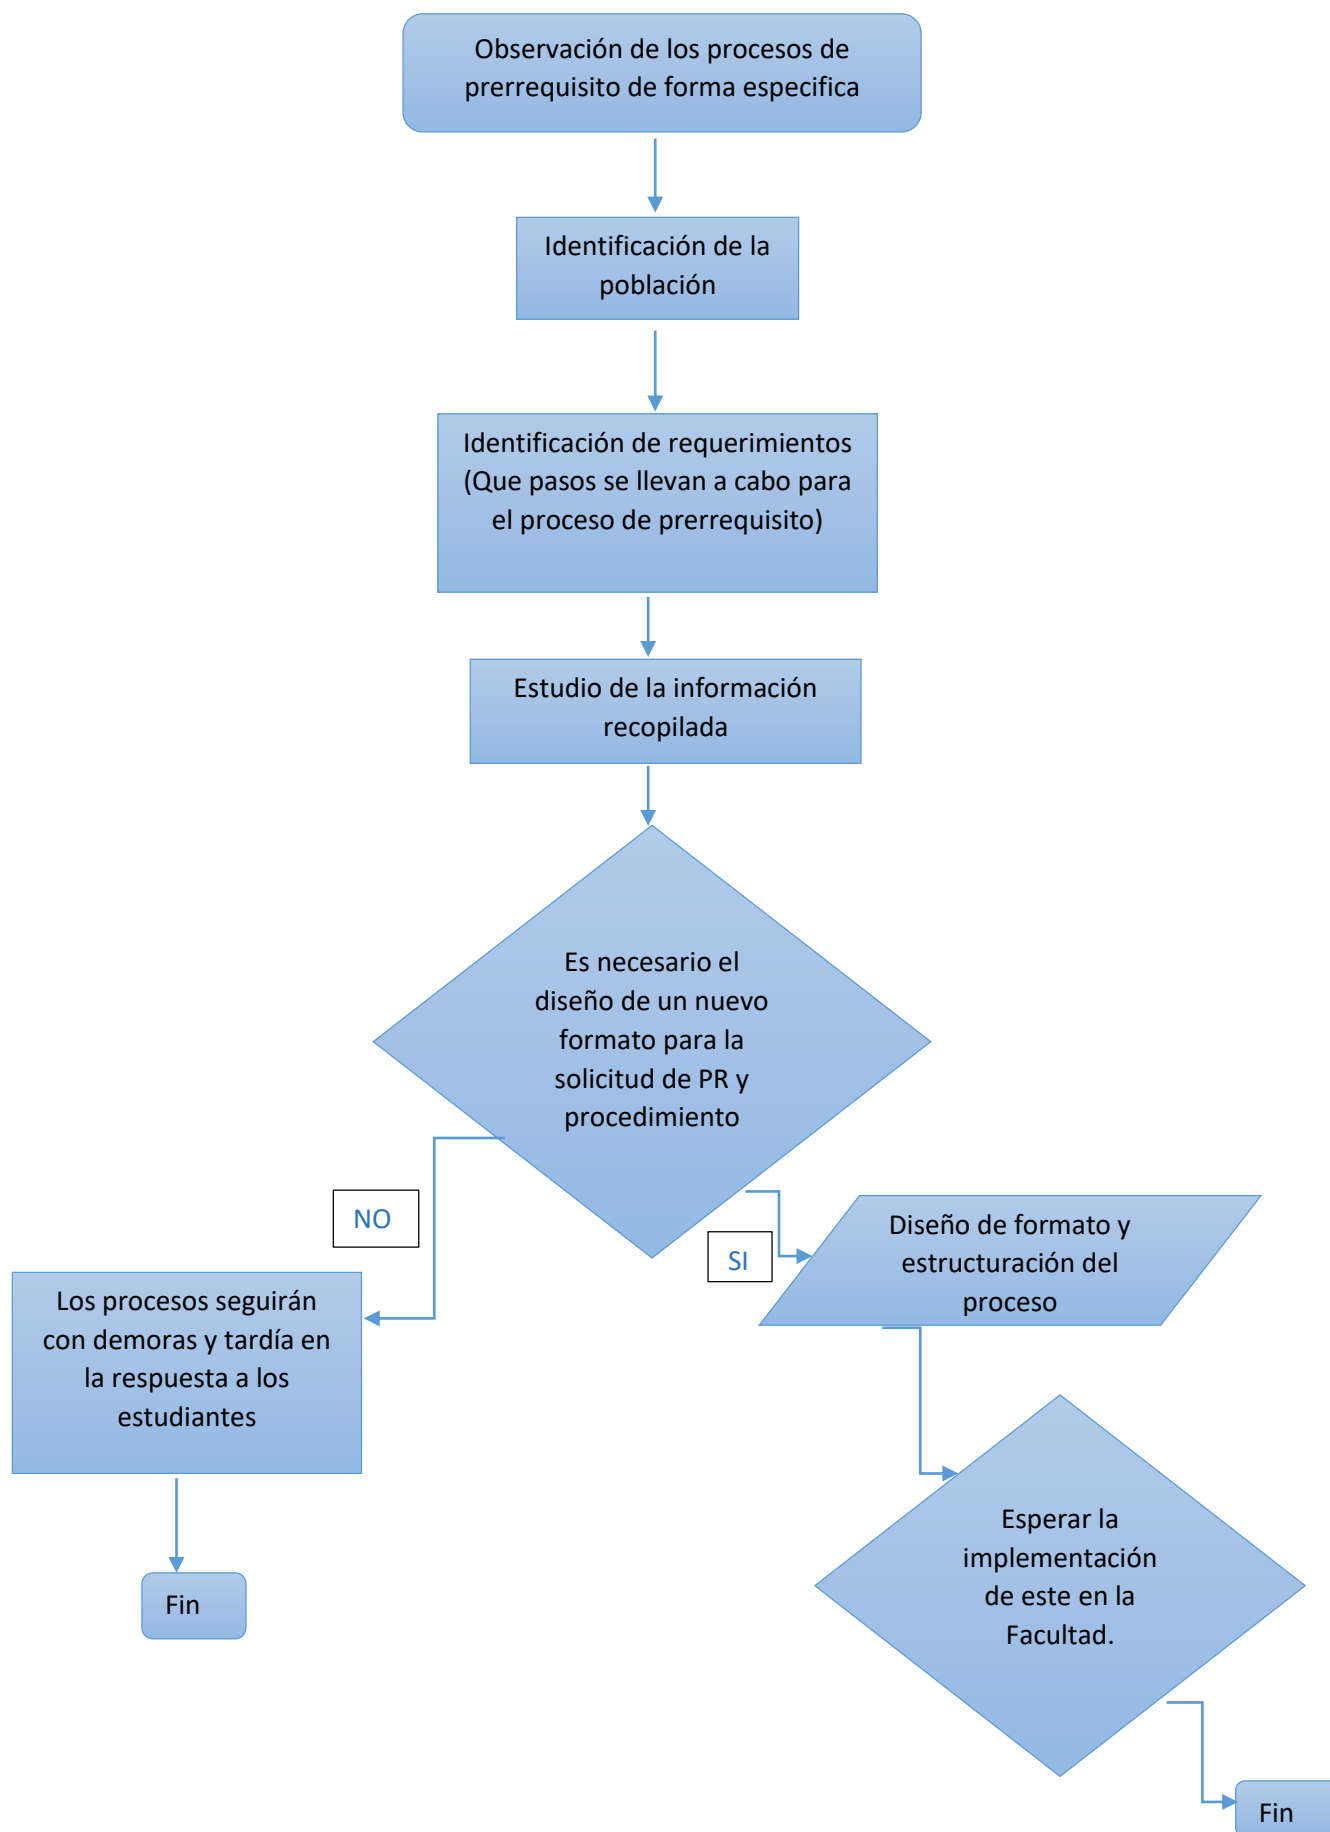 Observación de los procesos de
prerrequisito de forma especifica
Identificación de la
población
Identificación de requerimientos
(Que pasos se llevan a cabo para
el proceso de prerrequisito)
Estudio de la información
recopilada
Es necesario el
diseño de un nuevo
formato para la
solicitud de PR y
procedimiento
NO
SI
Diseño de formato y
estructuración del
proceso
Los procesos seguirán
con demoras y tardía en
la respuesta a los
estudiantes
Esperar la
implementación
de este en la
Facultad.
Fin
Fin